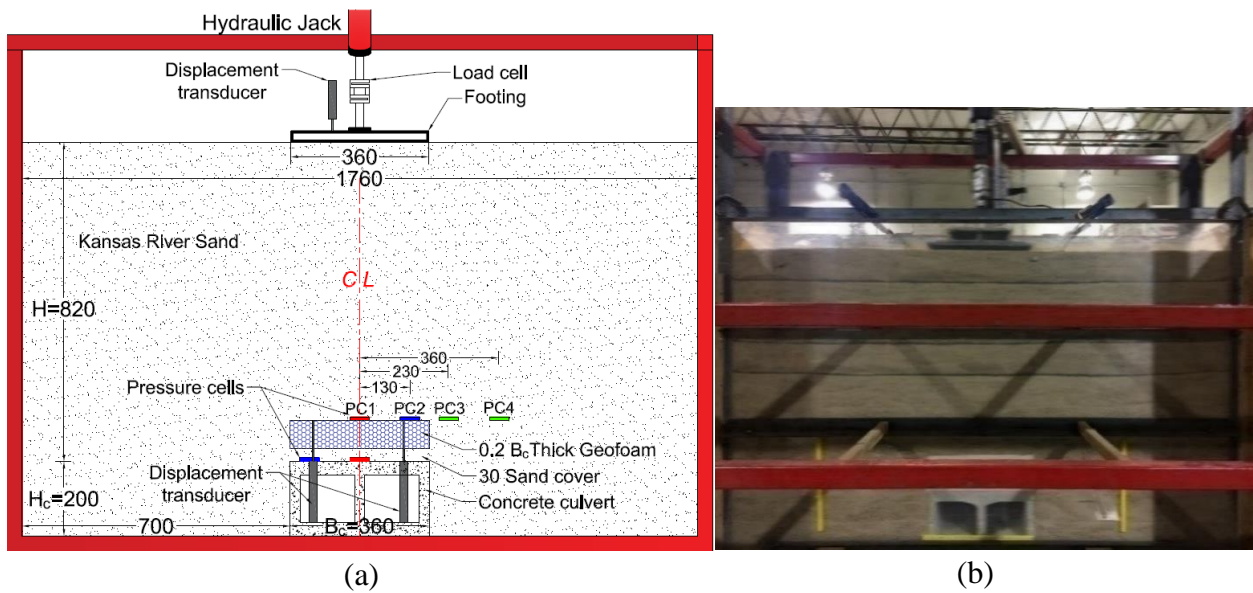 Hydraulic Jack
Displacement
transducer
Load cell
Footing
360
1760
Kansas River Sand
C L
H=820
360
230
130
Pressure cells
PC1
PC2
PC3
PC4
0.2 BcThick Geofoam
30 Sand cover
Displacement
transducer
Concrete culvert
Hc=200
700
Bc=360
(a)
(b)